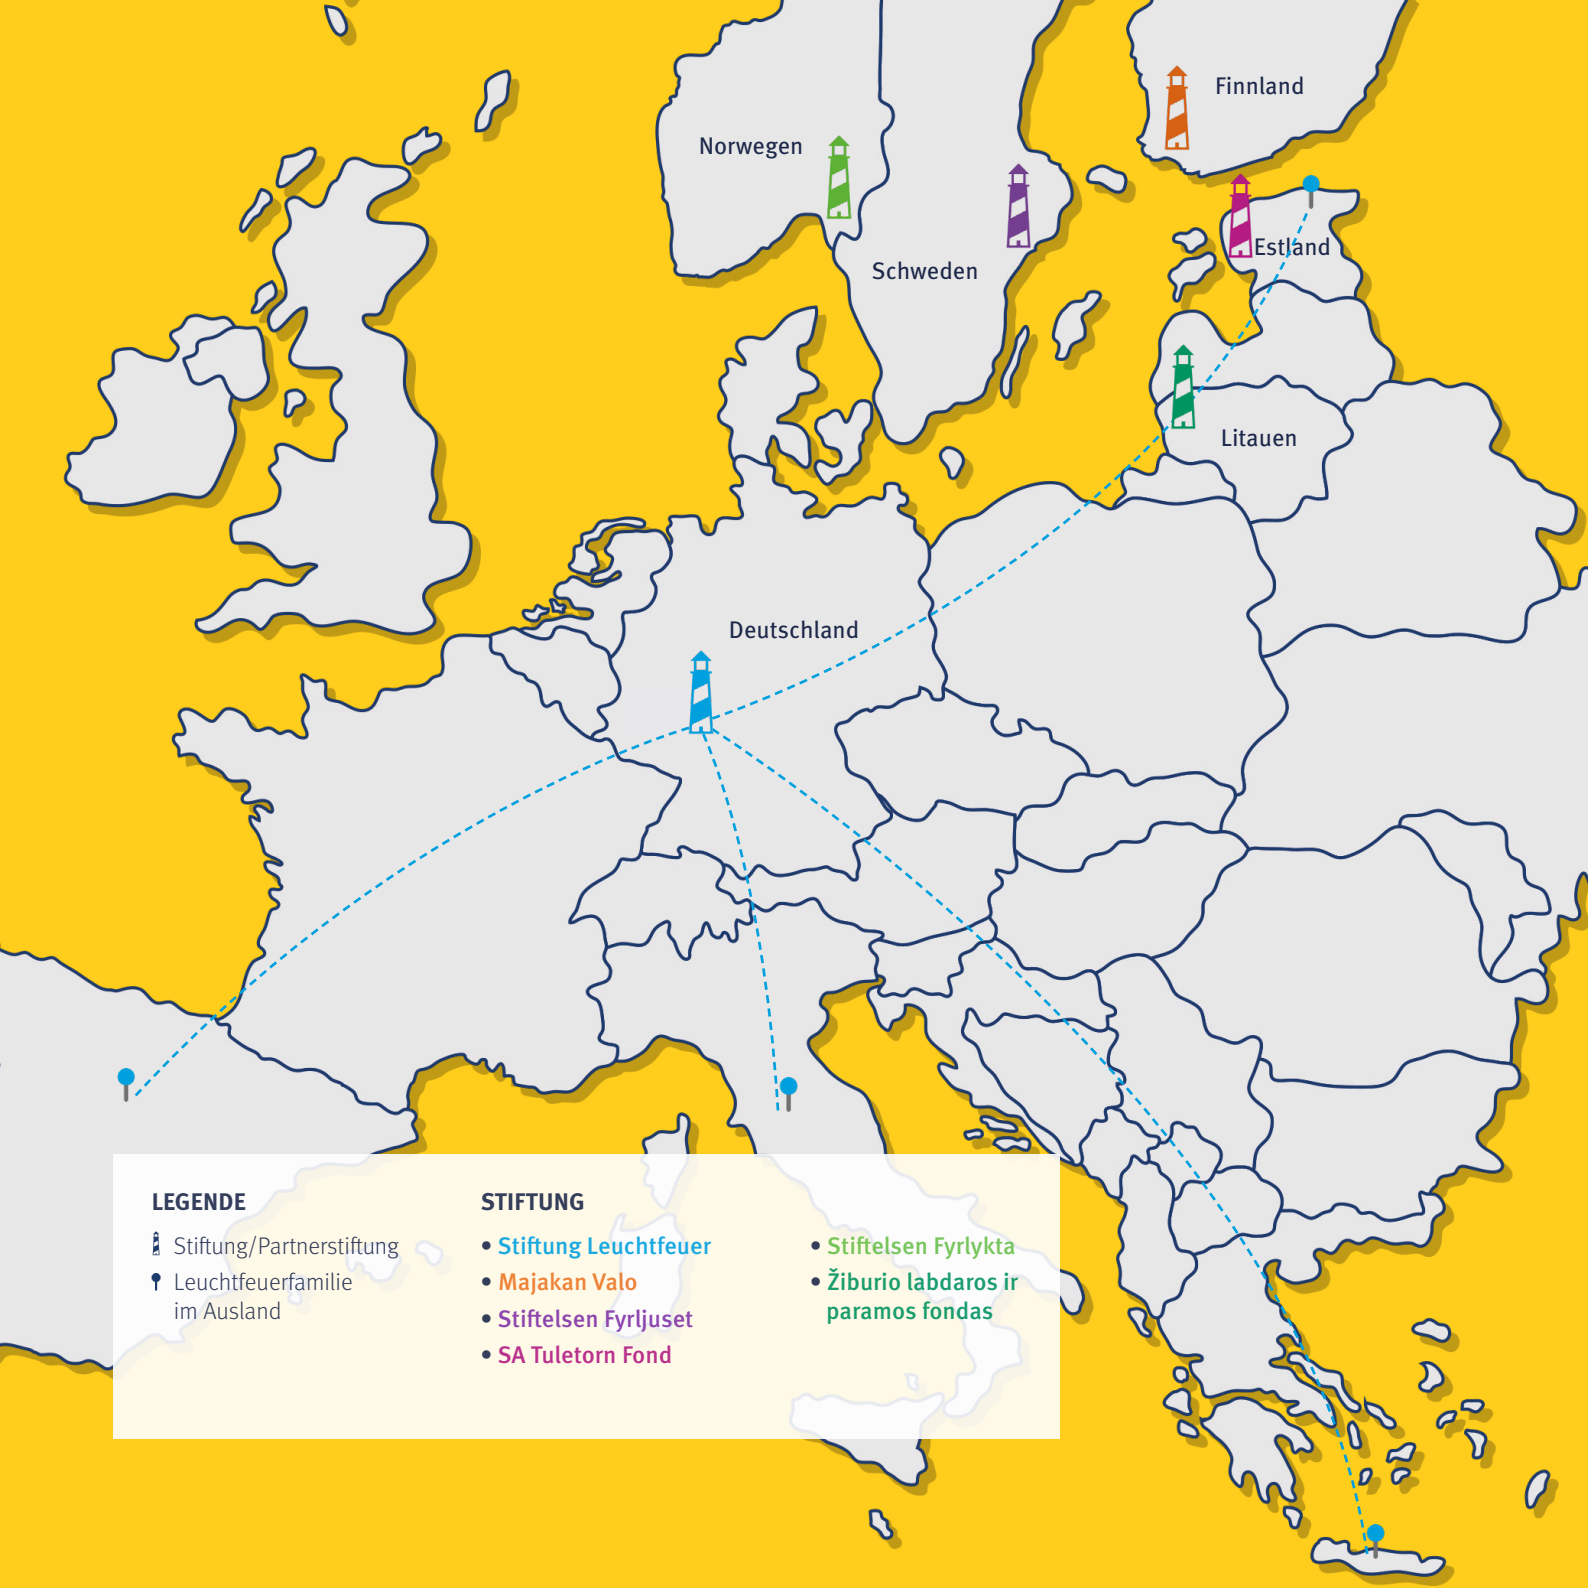 Finnland
Norwegen
Estland
Schweden
Litauen
Deutschland
LEGENDE
Stiftung/Partnerstiftung
Leuchtfeuerfamilie
im Ausland
STIFTUNG
• Stiftung Leuchtfeuer
• Majakan Valo
• Stiftelsen Fyrljuset
• SA Tuletorn Fond
• Stiftelsen Fyrlykta
• Žiburio labdaros ir
paramos fondas